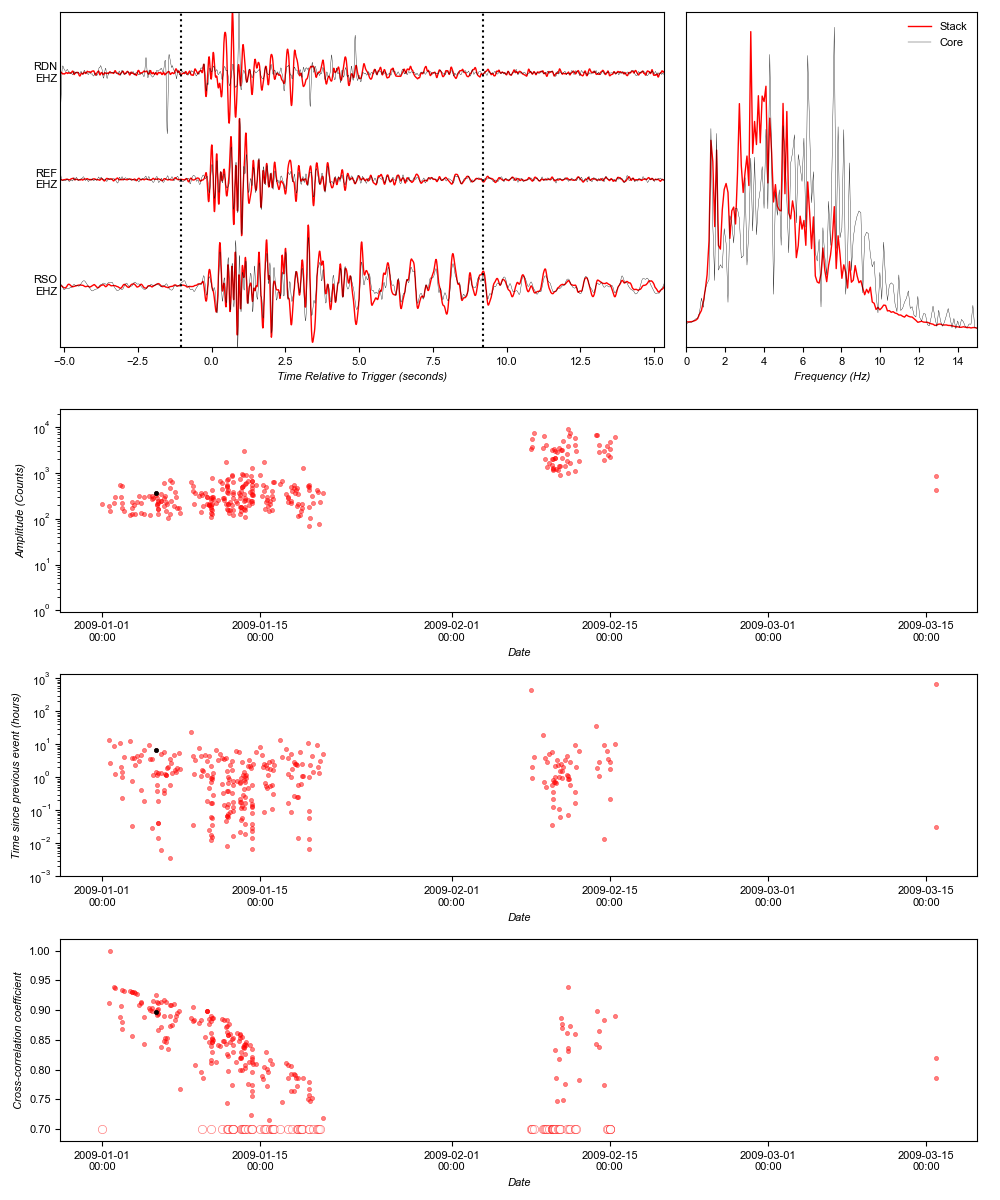 RDN
EHZ
REF
EHZ
RSO
EHZ
−5.0 −2.5 0.0 2.5 5.0 7.5 10.0 12.5 15.0
Time Relative to Trigger (seconds)
Stack
Core
0 2 4 6 8 10 12 14
Frequency (Hz)
Amplitude (Counts)
10⁴
10³
10²
10¹
10⁰
2009-01-01 2009-01-15 2009-02-01 2009-02-15 2009-03-01 2009-03-15
00:00 00:00 00:00 00:00 00:00 00:00
Date
Time since previous event (hours)
10³
10²
10¹
10⁰
10⁻¹
10⁻²
10⁻³
2009-01-01 2009-01-15 2009-02-01 2009-02-15 2009-03-01 2009-03-15
00:00 00:00 00:00 00:00 00:00 00:00
Date
Cross-correlation coefficient
1.00
0.95
0.90
0.85
0.80
0.75
0.70
2009-01-01 2009-01-15 2009-02-01 2009-02-15 2009-03-01 2009-03-15
00:00 00:00 00:00 00:00 00:00 00:00
Date